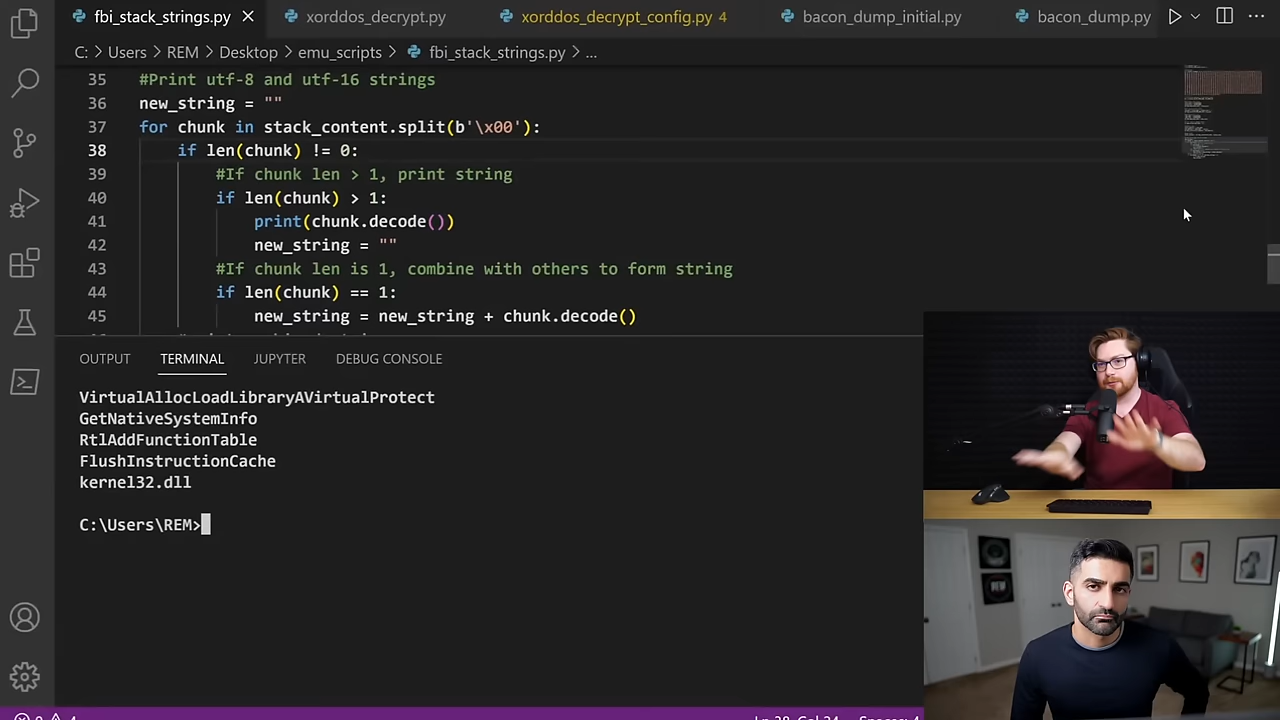 fbi_stack_strings.py xorddos_decrypt.py xorddos_decrypt_config.py 4 bacon_dump_initial.py bacon_dump.py
C: > Users > REM > Desktop > emu_scripts > fbi_stack_strings.py > ...
35 #Print utf-8 and utf-16 strings
36 new_string = ""
37 for chunk in stack_content.split(b'\x00'):
38 if len(chunk) != 0:
39 #If chunk len > 1, print string
40 if len(chunk) > 1:
41 print(chunk.decode())
42 new_string = ""
43 #If chunk len is 1, combine with others to form string
44 if len(chunk) == 1:
45 new_string = new_string + chunk.decode()
OUTPUT TERMINAL JUPYTER DEBUG CONSOLE
VirtualAllocLoadLibraryAVirtualProtect
GetNativeSystemInfo
RtlAddFunctionTable
FlushInstructionCache
kernel32.dll
C:\Users\REM>